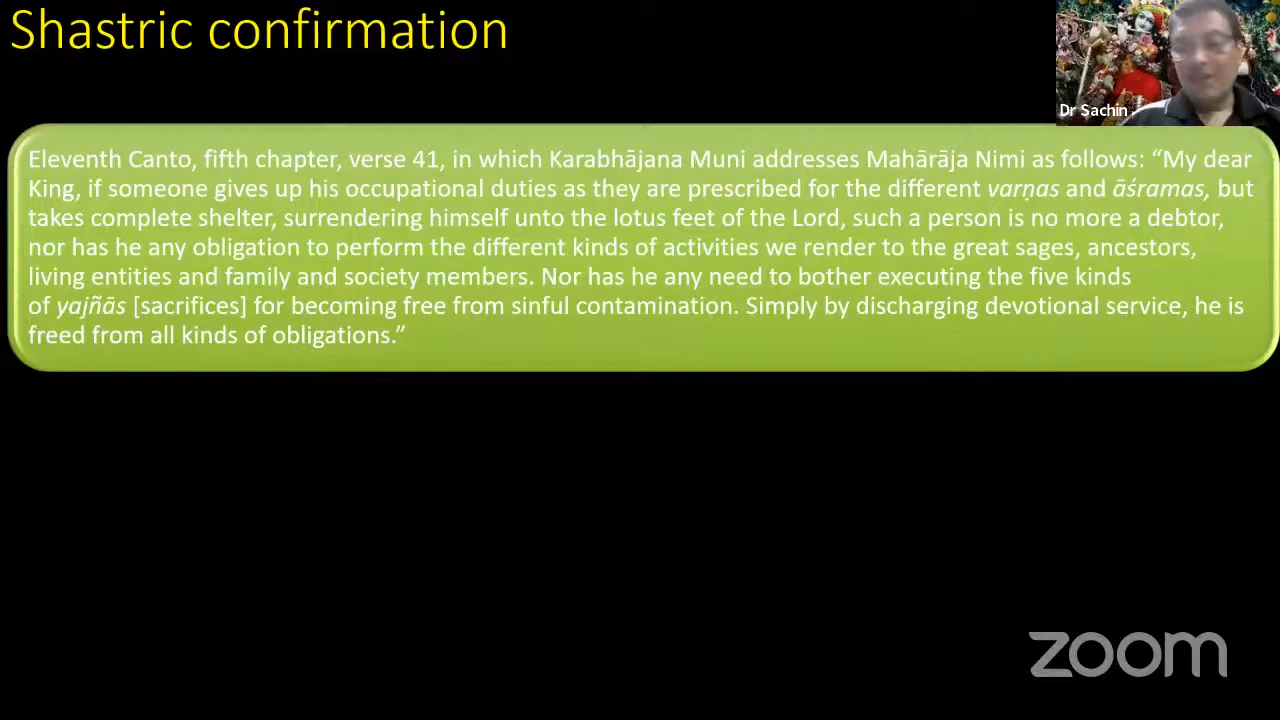 Shastric confirmation
Dr Sachin
Eleventh Canto, fifth chapter, verse 41, in which Karabhājana Muni addresses Mahārāja Nimi as follows: “My dear
King, if someone gives up his occupational duties as they are prescribed for the different varṇas and āśramas, but
takes complete shelter, surrendering himself unto the lotus feet of the Lord, such a person is no more a debtor,
nor has he any obligation to perform the different kinds of activities we render to the great sages, ancestors,
living entities and family and society members. Nor has he any need to bother executing the five kinds
of yajñās [sacrifices] for becoming free from sinful contamination. Simply by discharging devotional service, he is
freed from all kinds of obligations.”
zoom